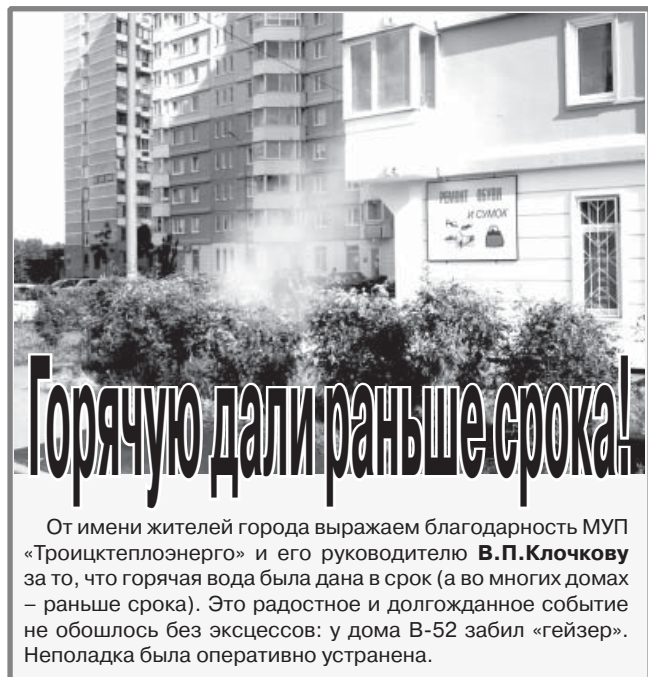 РЕМОНТ ОБУВИ
И СУМОК
Горячую дали раньше срока!
От имени жителей города выражаем благодарность МУП
«Троицктеплоэнерго» и его руководителю В.П.Клочкову
за то, что горячая вода была дана в срок (а во многих домах
– раньше срока). Это радостное и долгожданное событие
не обошлось без эксцессов: у дома В-52 забил «гейзер».
Неполадка была оперативно устранена.